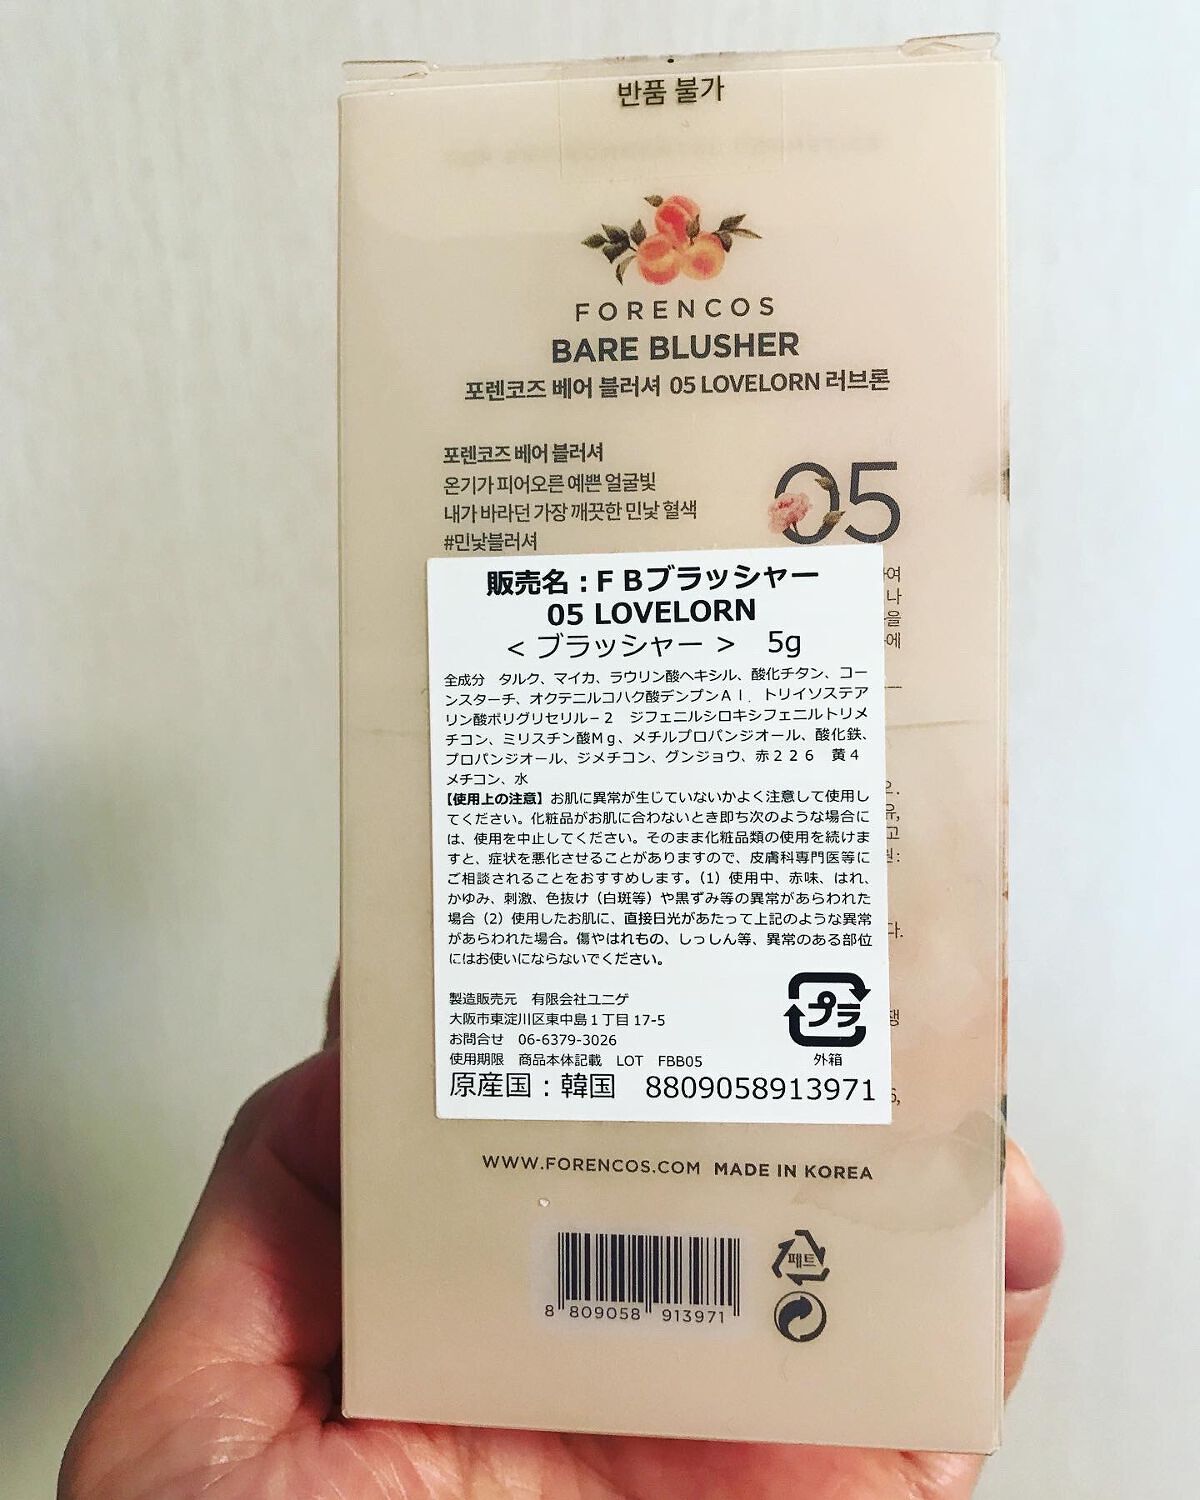 반품 불가
FORENCOS
BARE BLUSHER
포렌코즈 베어 블러셔 05 LOVELORN 러브론
포렌코즈 베어 블러셔
온기가 피어오른 예쁜 얼굴빛
내가 바라던 가장 깨끗한 민낯 혈색
#민낯블러셔
05
販売名：ＦＢブラッシャー
05 LOVELORN
＜ ブラッシャー ＞　5g
全成分　タルク、マイカ、ラウリン酸ヘキシル、酸化チタン、コー
ンスターチ、オクテニルコハク酸デンプンＡｌ、トリイソステア
リン酸ポリグリセリル－２　ジフェニルシロキシフェニルトリメ
チコン、ミリスチン酸Ｍｇ、メチルプロパンジオール、酸化鉄、
プロパンジオール、ジメチコン、グンジョウ、赤２２６　黄４
メチコン、水
【使用上の注意】お肌に異常が生じていないかよく注意して使用し
てください。化粧品がお肌に合わないとき即ち次のような場合に
は、使用を中止してください。そのまま化粧品類の使用を続けま
すと、症状を悪化させることがありますので、皮膚科専門医等に
ご相談されることをおすすめします。（1）使用中、赤味、はれ、
かゆみ、刺激、色抜け（白斑等）や黒ずみ等の異常があらわれた
場合（2）使用したお肌に、直接日光があたって上記のような異常
があらわれた場合。傷やはれもの、しっしん等、異常のある部位
にはお使いにならないでください。
製造販売元　有限会社ユニゲ
大阪市東淀川区東中島１丁目 17-5
お問合せ　06-6379-3026
使用期限　商品本体記載　LOT　FBB05
プラ
外箱
原産国：韓国　8809058913971
WWW.FORENCOS.COM MADE IN KOREA
페트
8 809058 913971